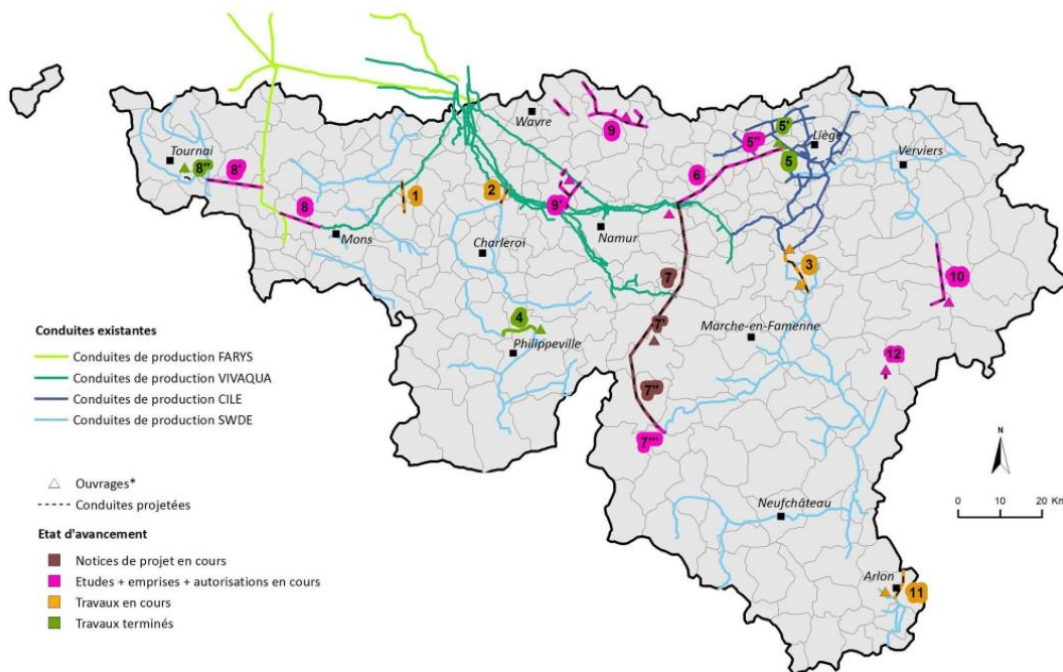 Wavre
9
5'
5"
5
Liège
Verviers
Tournai
8"
8'
6
1
2
9'
8
Mons
Namur
Charleroi
3
10
7
4
Philippeville
7'
Marche-en-Famenne
12
7"
7"'
Neufchâteau
Arlon
11
Conduites existantes
Conduites de production FARYS
Conduites de production VIVAQUA
Conduites de production CILE
Conduites de production SWDE
Ouvrages*
Conduites projetées
Etat d'avancement
Notices de projet en cours
Etudes + emprises + autorisations en cours
Travaux en cours
Travaux terminés
N
0 10 20 Km